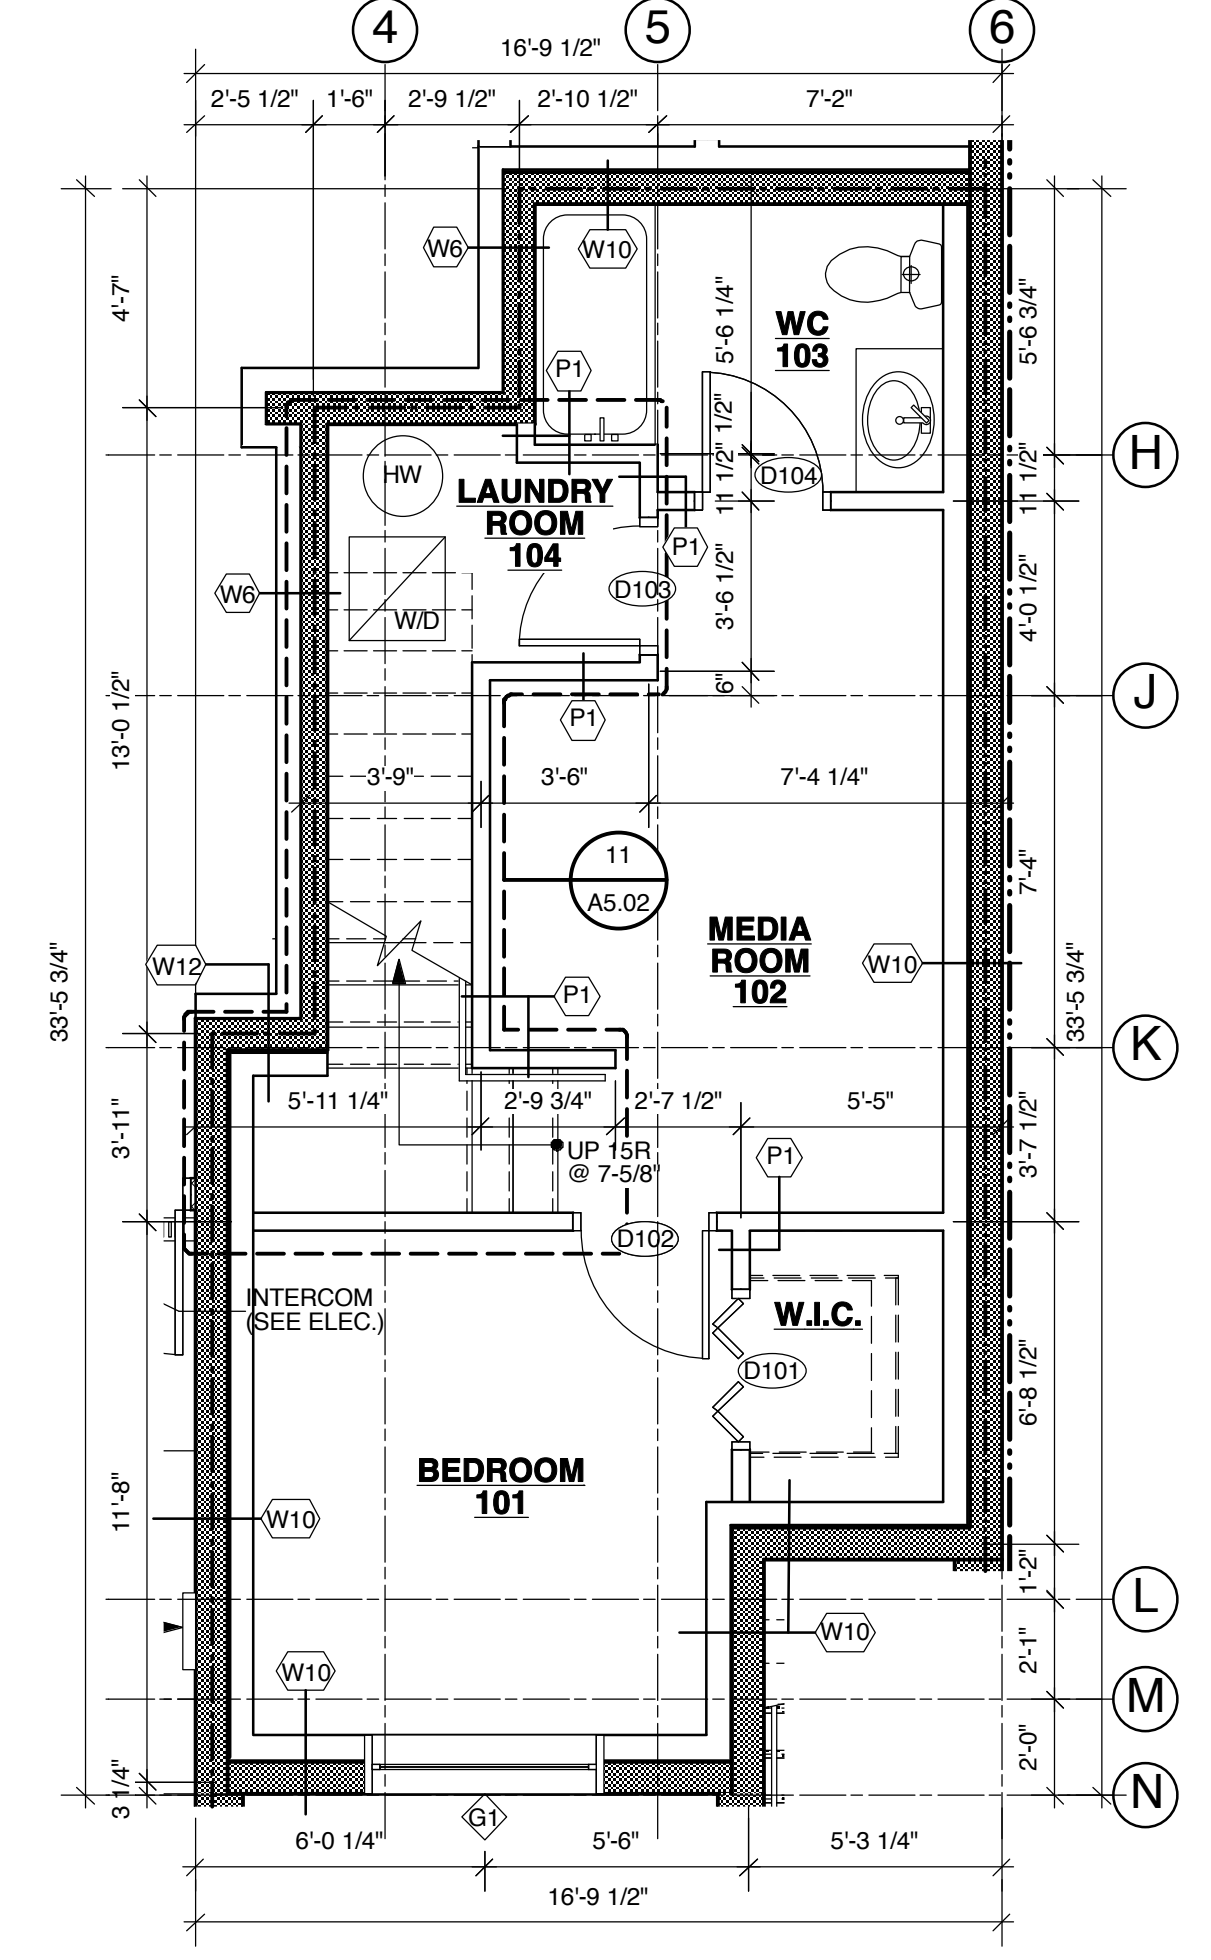 4
5
6
16'-9 1/2"
2'-5 1/2"
1'-6"
2'-9 1/2"
2'-10 1/2"
7'-2"
W6
W10
4'-7"
5'-6 1/4"
WC
103
5'-6 3/4"
P1
1/2"
11 1/2"
HW
LAUNDRY
ROOM
104
D104
11 1/2"
H
P1
W6
W/D
D103
3'-6 1/2"
4'-0 1/2"
6"
J
P1
13'-0 1/2"
3'-9"
3'-6"
7'-4 1/4"
11
A5.02
7'-4"
MEDIA
ROOM
102
W10
W12
P1
33'-5 3/4"
33'-5 3/4"
K
5'-11 1/4"
2'-9 3/4"
2'-7 1/2"
5'-5"
3'-11"
UP 15R
@ 7-5/8"
P1
3'-7 1/2"
D102
INTERCOM
(SEE ELEC.)
W.I.C.
D101
6'-8 1/2"
BEDROOM
101
11'-8"
W10
1'-2"
L
W10
2'-1"
W10
M
2'-0"
3 1/4"
N
G1
6'-0 1/4"
5'-6"
5'-3 1/4"
16'-9 1/2"